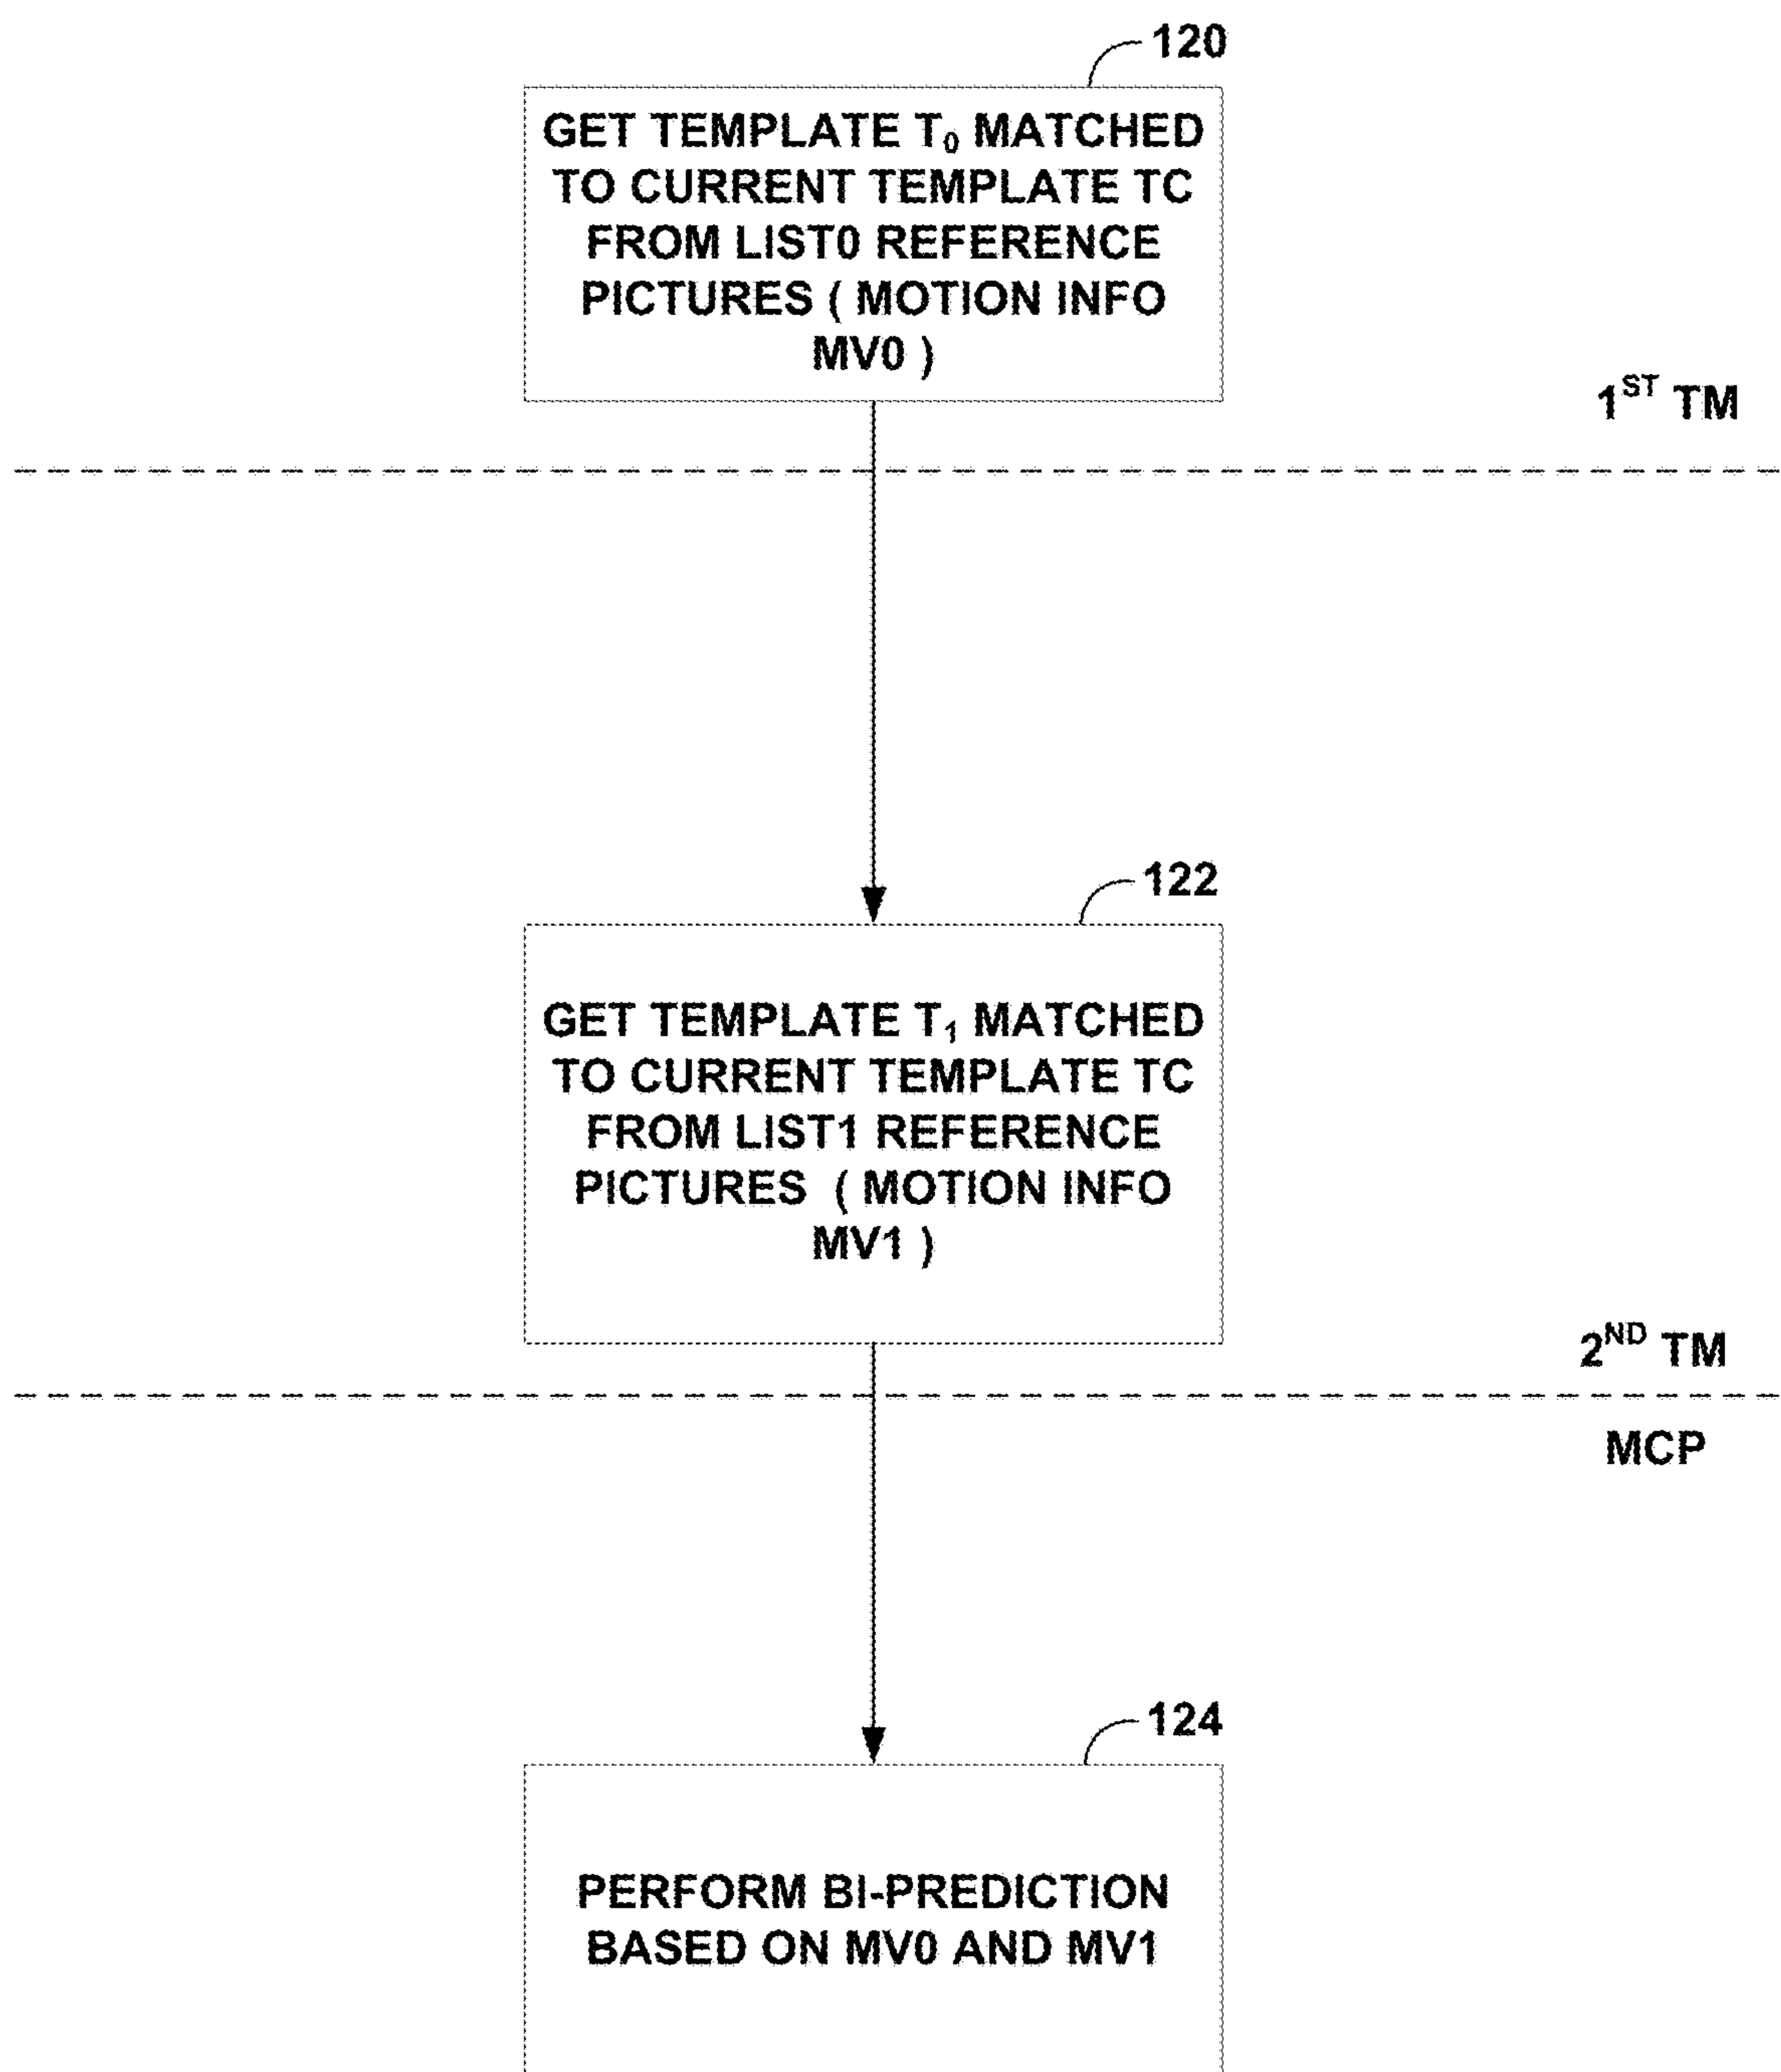 120
GET TEMPLATE T₀ MATCHED
TO CURRENT TEMPLATE TC
FROM LIST0 REFERENCE
PICTURES ( MOTION INFO
MV0 )
1ST TM
122
GET TEMPLATE T₁ MATCHED
TO CURRENT TEMPLATE TC
FROM LIST1 REFERENCE
PICTURES ( MOTION INFO
MV1 )
2ND TM
MCP
124
PERFORM BI-PREDICTION
BASED ON MV0 AND MV1